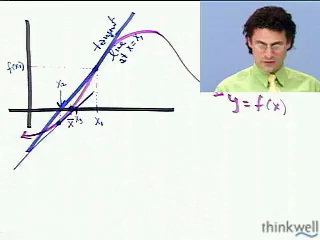 tangent
line
at x=x₁
f(x₁)
x₂
x̄ x₃ x₁
y=f(x)
thinkwell